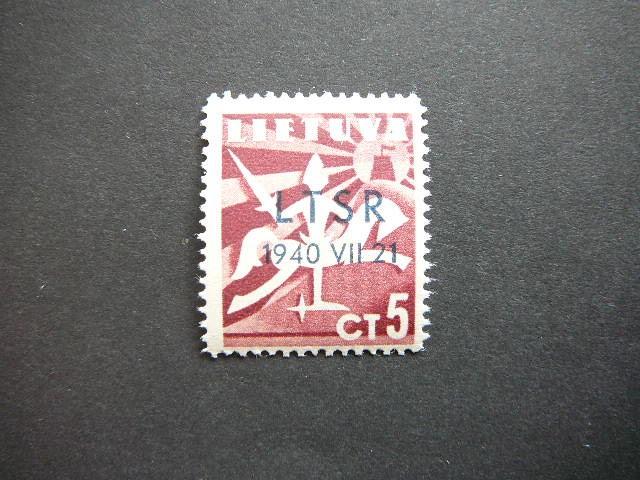 LIETUVA
LTSR
1940 VII 21
CT 5